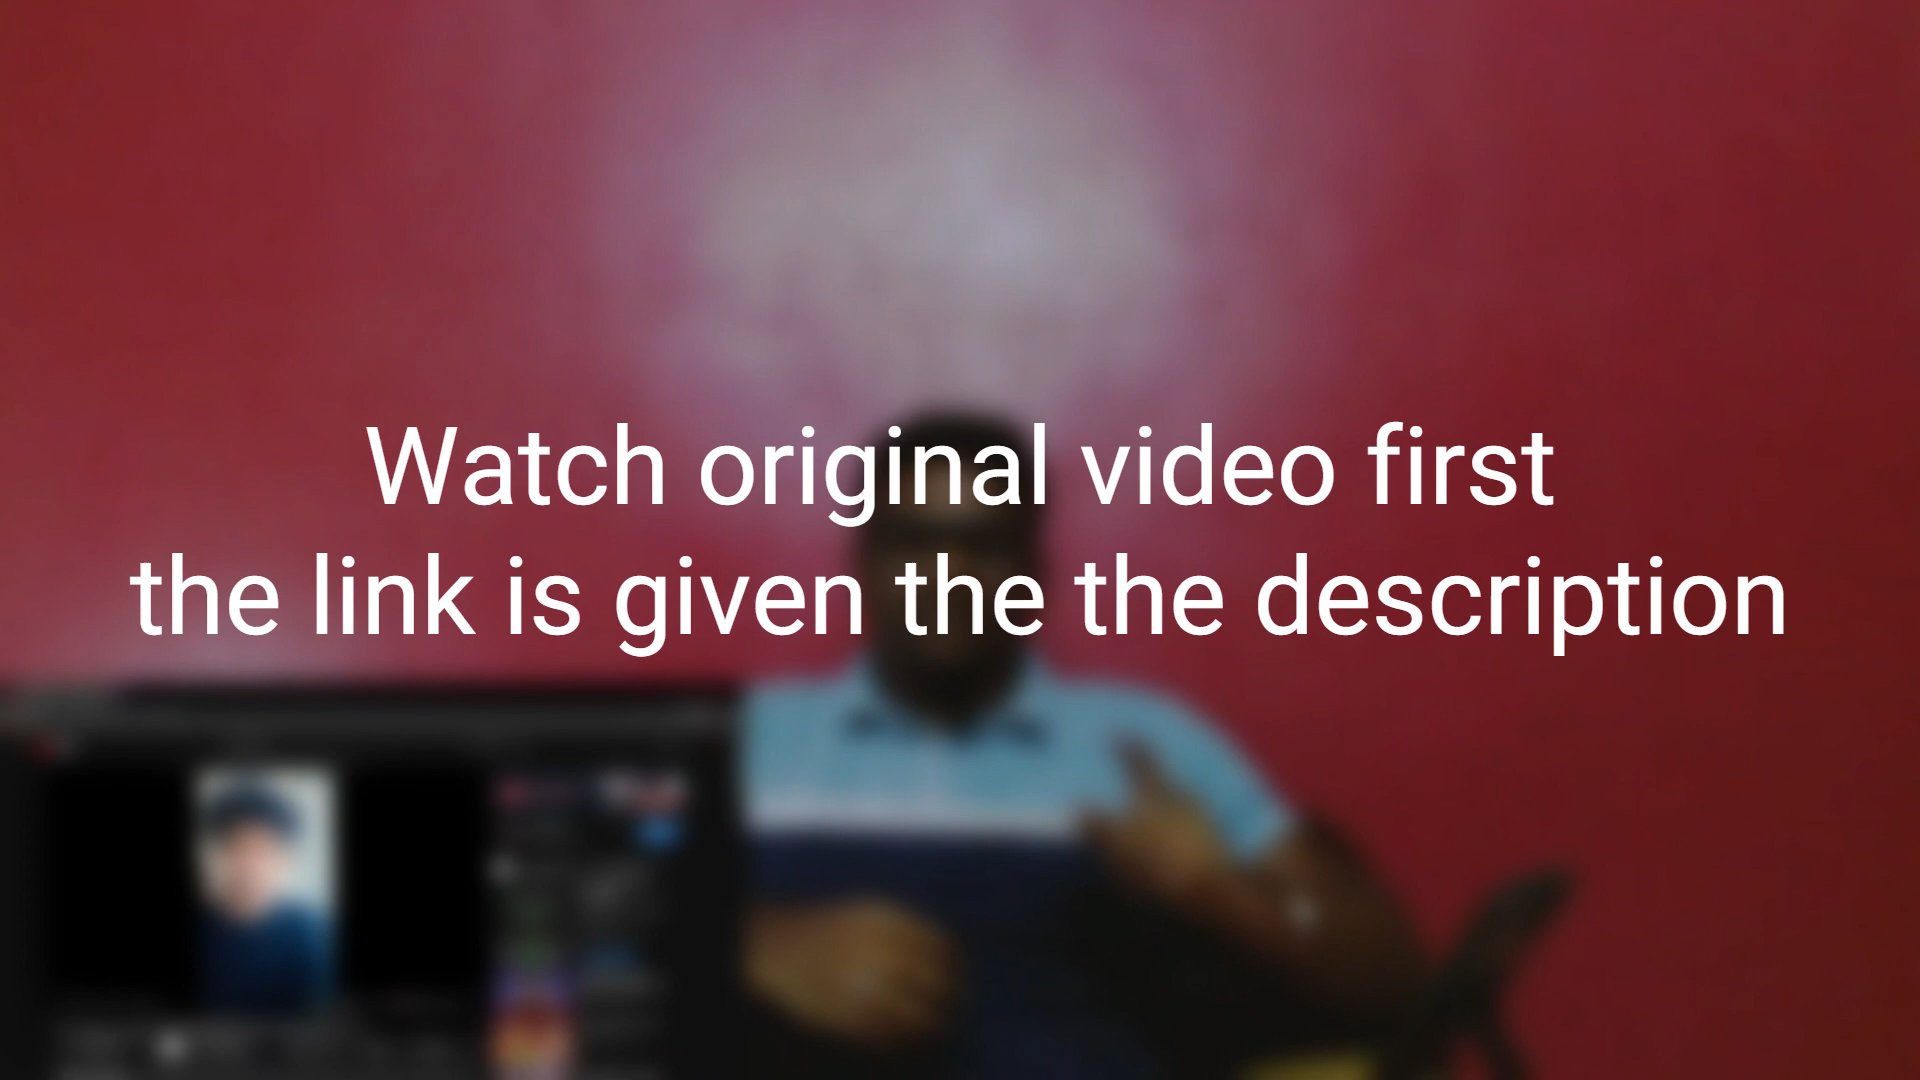 Watch original video first
the link is given the the description